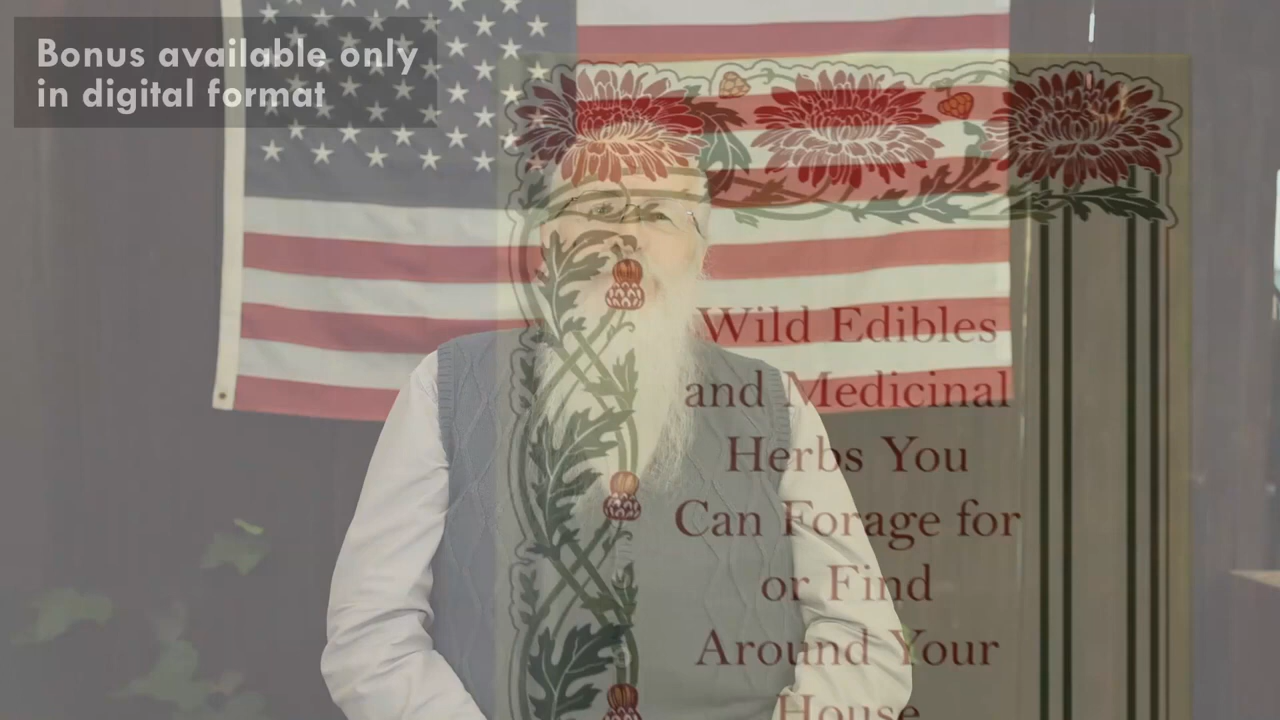 Bonus available only
in digital format
Wild Edibles
and Medicinal
Herbs You
Can Forage for
or Find
Around Your
House